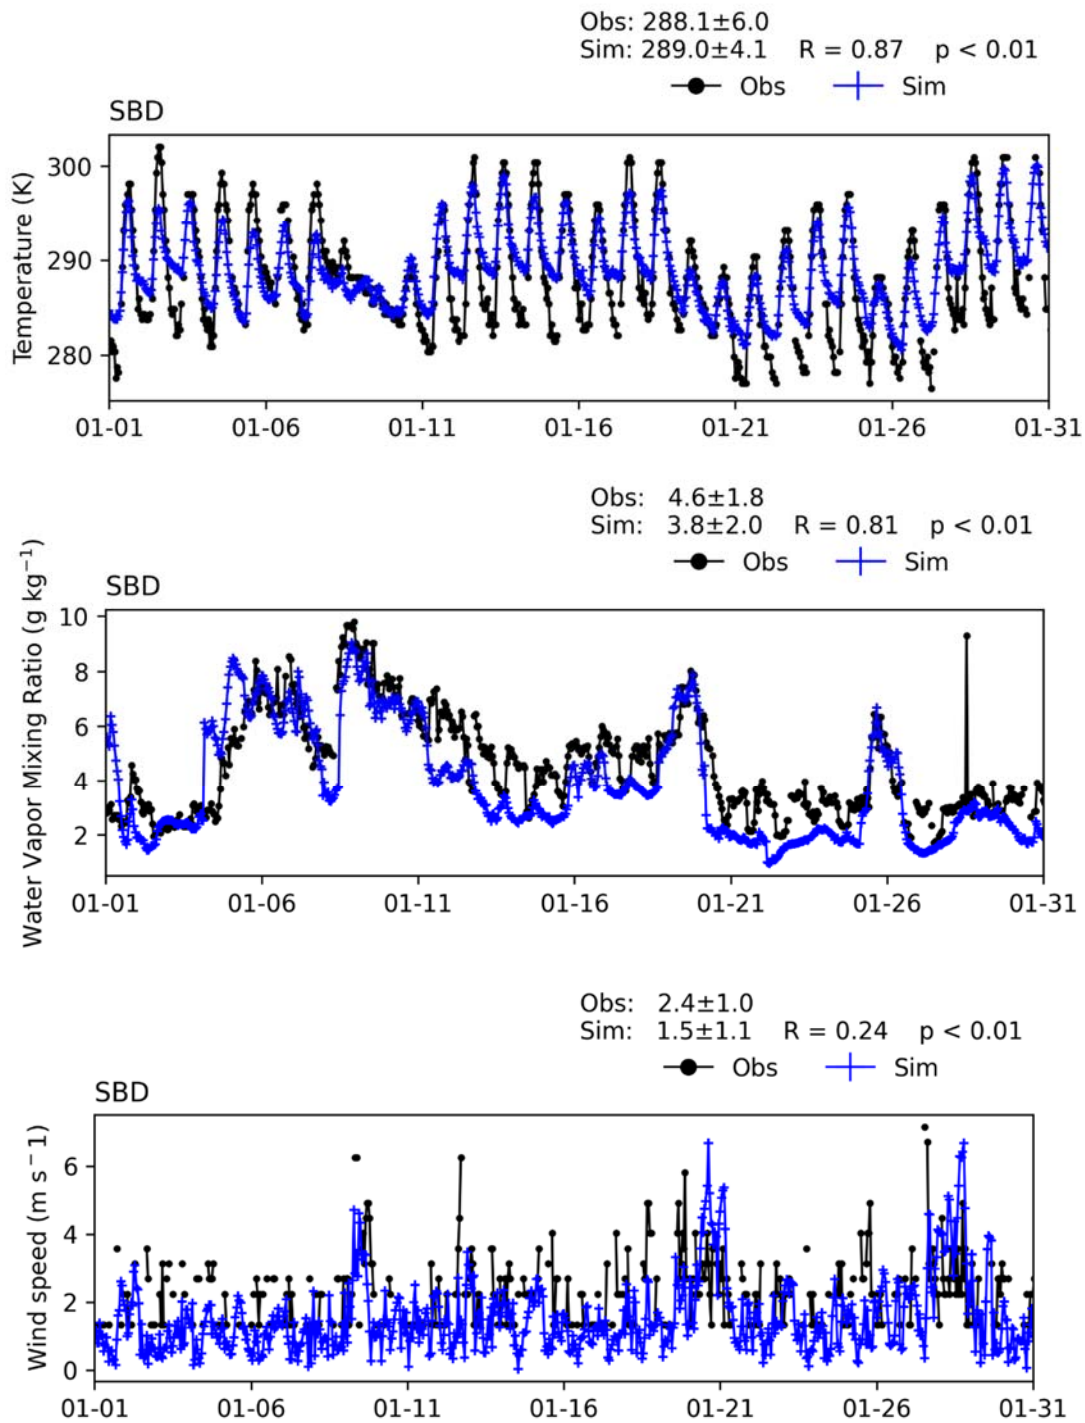 Obs: 288.1±6.0
Sim: 289.0±4.1 R = 0.87 p < 0.01
Obs Sim
SBD
Temperature (K)
300
290
280
01-01 01-06 01-11 01-16 01-21 01-26 01-31
Obs: 4.6±1.8
Sim: 3.8±2.0 R = 0.81 p < 0.01
Obs Sim
SBD
Water Vapor Mixing Ratio (g kg⁻¹)
10
8
6
4
2
01-01 01-06 01-11 01-16 01-21 01-26 01-31
Obs: 2.4±1.0
Sim: 1.5±1.1 R = 0.24 p < 0.01
Obs Sim
SBD
Wind speed (m s⁻1)
6
4
2
0
01-01 01-06 01-11 01-16 01-21 01-26 01-31